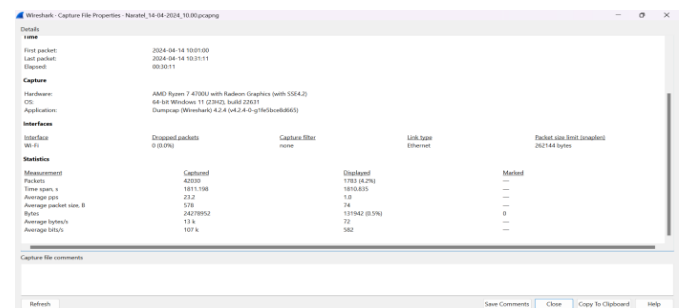 Wireshark - Capture File Properties - Naratel_14-04-2024_10.00.pcapng
Details
Time
First packet: 2024-04-14 10:01:00
Last packet: 2024-04-14 10:31:11
Elapsed: 00:30:11
Capture
Hardware: AMD Ryzen 7 4700U with Radeon Graphics (with SSE4.2)
OS: 64-bit Windows 11 (23H2), build 22631
Application: Dumpcap (Wireshark) 4.2.4
Interfaces
Interface Dropped packets Capture filter Link type Packet size limit (snaplen)
Wi-Fi 0 (0.0%) none Ethernet 262144 bytes
Statistics
Measurement Captured Displayed Marked
Packets 42030 1783 (4.2%) —
Time span, s 1811.198 1810.835 —
Average pps 23.2 1.0 —
Average packet size, B 578 74 —
Bytes 24278952 131942 (0.5%) 0
Average bytes/s 13 k 72 —
Average bits/s 107 k 582 —
Capture file comments
Refresh Save Comments Close Copy To Clipboard Help